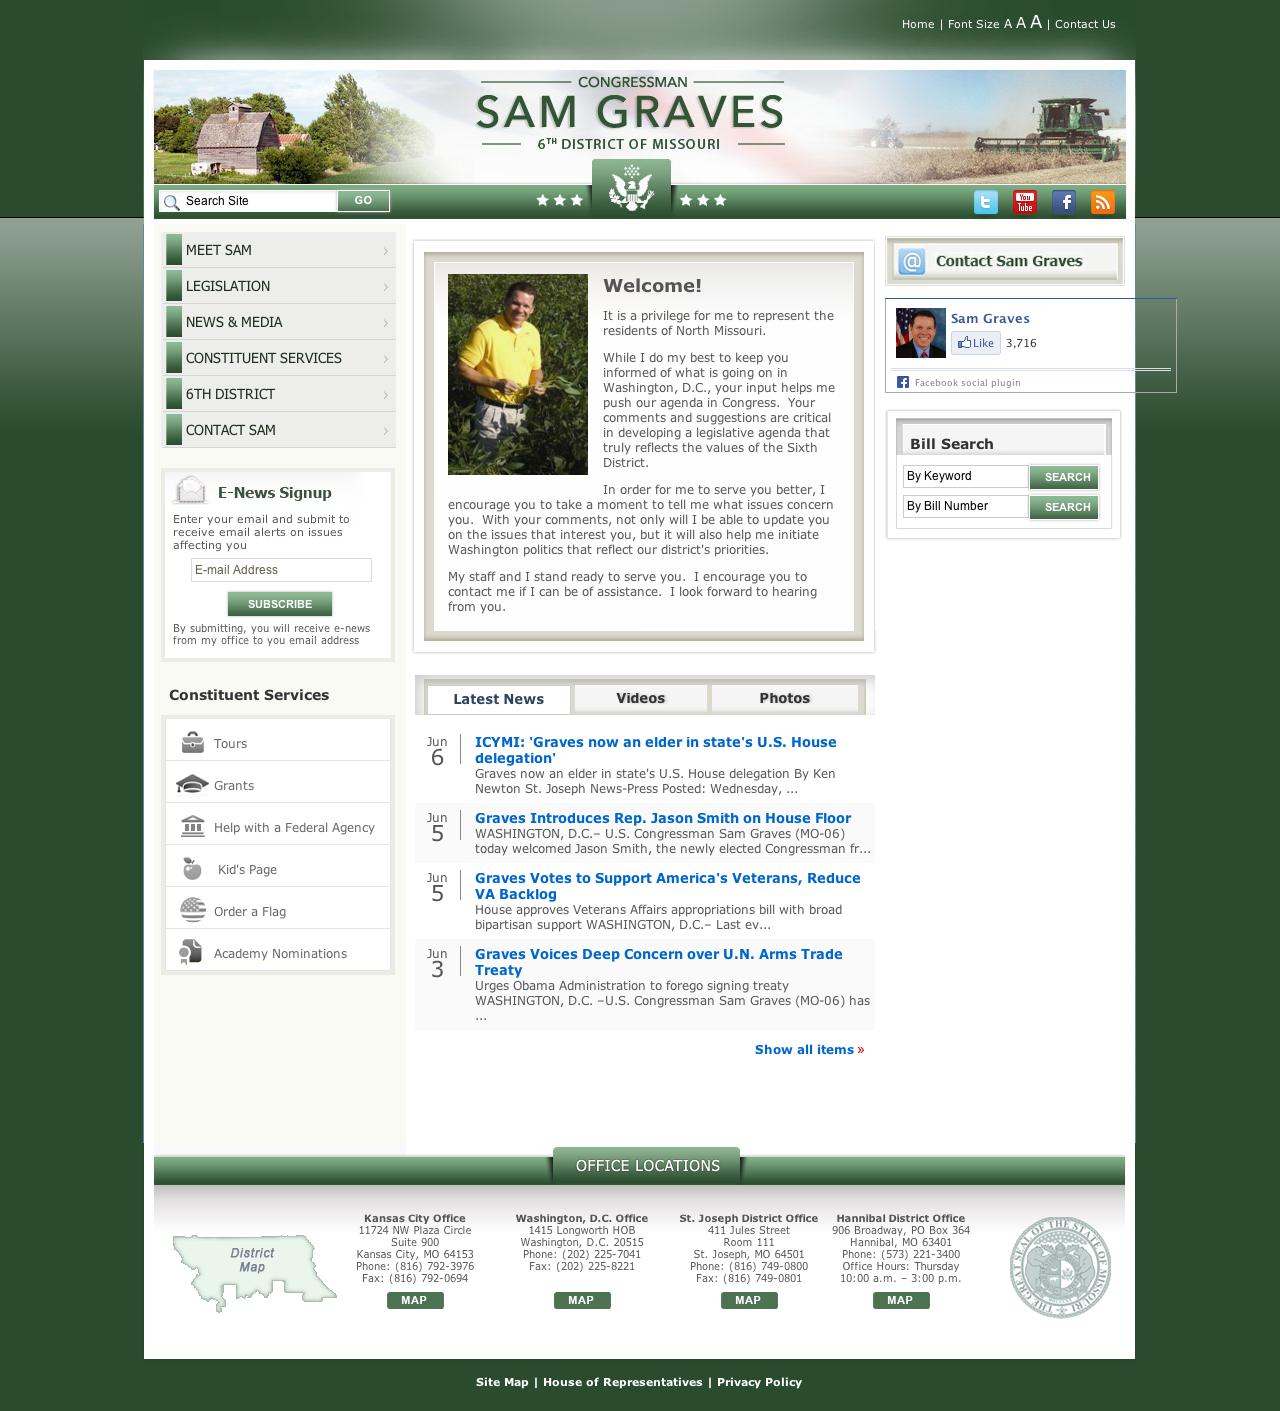 Home | Font Size A A A | Contact Us
CONGRESSMAN
SAM GRAVES
6TH DISTRICT OF MISSOURI
Search Site
GO
t
You Tube
f
MEET SAM
LEGISLATION
NEWS & MEDIA
CONSTITUENT SERVICES
6TH DISTRICT
CONTACT SAM
E-News Signup
Enter your email and submit to
receive email alerts on issues
affecting you
E-mail Address
SUBSCRIBE
By submitting, you will receive e-news
from my office to you email address
Constituent Services
Tours
Grants
Help with a Federal Agency
Kid's Page
Order a Flag
Academy Nominations
Welcome!
It is a privilege for me to represent the
residents of North Missouri.
While I do my best to keep you
informed of what is going on in
Washington, D.C., your input helps me
push our agenda in Congress.  Your
comments and suggestions are critical
in developing a legislative agenda that
truly reflects the values of the Sixth
District.
In order for me to serve you better, I
encourage you to take a moment to tell me what issues concern
you.  With your comments, not only will I be able to update you
on the issues that interest you, but it will also help me initiate
Washington politics that reflect our district's priorities.
My staff and I stand ready to serve you.  I encourage you to
contact me if I can be of assistance.  I look forward to hearing
from you.
Latest News
Videos
Photos
Jun
6
ICYMI: 'Graves now an elder in state's U.S. House
delegation'
Graves now an elder in state's U.S. House delegation By Ken
Newton St. Joseph News-Press Posted: Wednesday, ...
Jun
5
Graves Introduces Rep. Jason Smith on House Floor
WASHINGTON, D.C.– U.S. Congressman Sam Graves (MO-06)
today welcomed Jason Smith, the newly elected Congressman fr...
Jun
5
Graves Votes to Support America's Veterans, Reduce
VA Backlog
House approves Veterans Affairs appropriations bill with broad
bipartisan support WASHINGTON, D.C.– Last ev...
Jun
3
Graves Voices Deep Concern over U.N. Arms Trade
Treaty
Urges Obama Administration to forego signing treaty
WASHINGTON, D.C. –U.S. Congressman Sam Graves (MO-06) has
...
Show all items »
@ Contact Sam Graves
Sam Graves
Like 3,716
Facebook social plugin
Bill Search
By Keyword
SEARCH
By Bill Number
SEARCH
OFFICE LOCATIONS
District
Map
Kansas City Office
11724 NW Plaza Circle
Suite 900
Kansas City, MO 64153
Phone: (816) 792-3976
Fax: (816) 792-0694
MAP
Washington, D.C. Office
1415 Longworth HOB
Washington, D.C. 20515
Phone: (202) 225-7041
Fax: (202) 225-8221
MAP
St. Joseph District Office
411 Jules Street
Room 111
St. Joseph, MO 64501
Phone: (816) 749-0800
Fax: (816) 749-0801
MAP
Hannibal District Office
906 Broadway, PO Box 364
Hannibal, MO 63401
Phone: (573) 221-3400
Office Hours: Thursday
10:00 a.m. – 3:00 p.m.
MAP
THE GREAT SEAL OF THE STATE OF MISSOURI
Site Map | House of Representatives | Privacy Policy